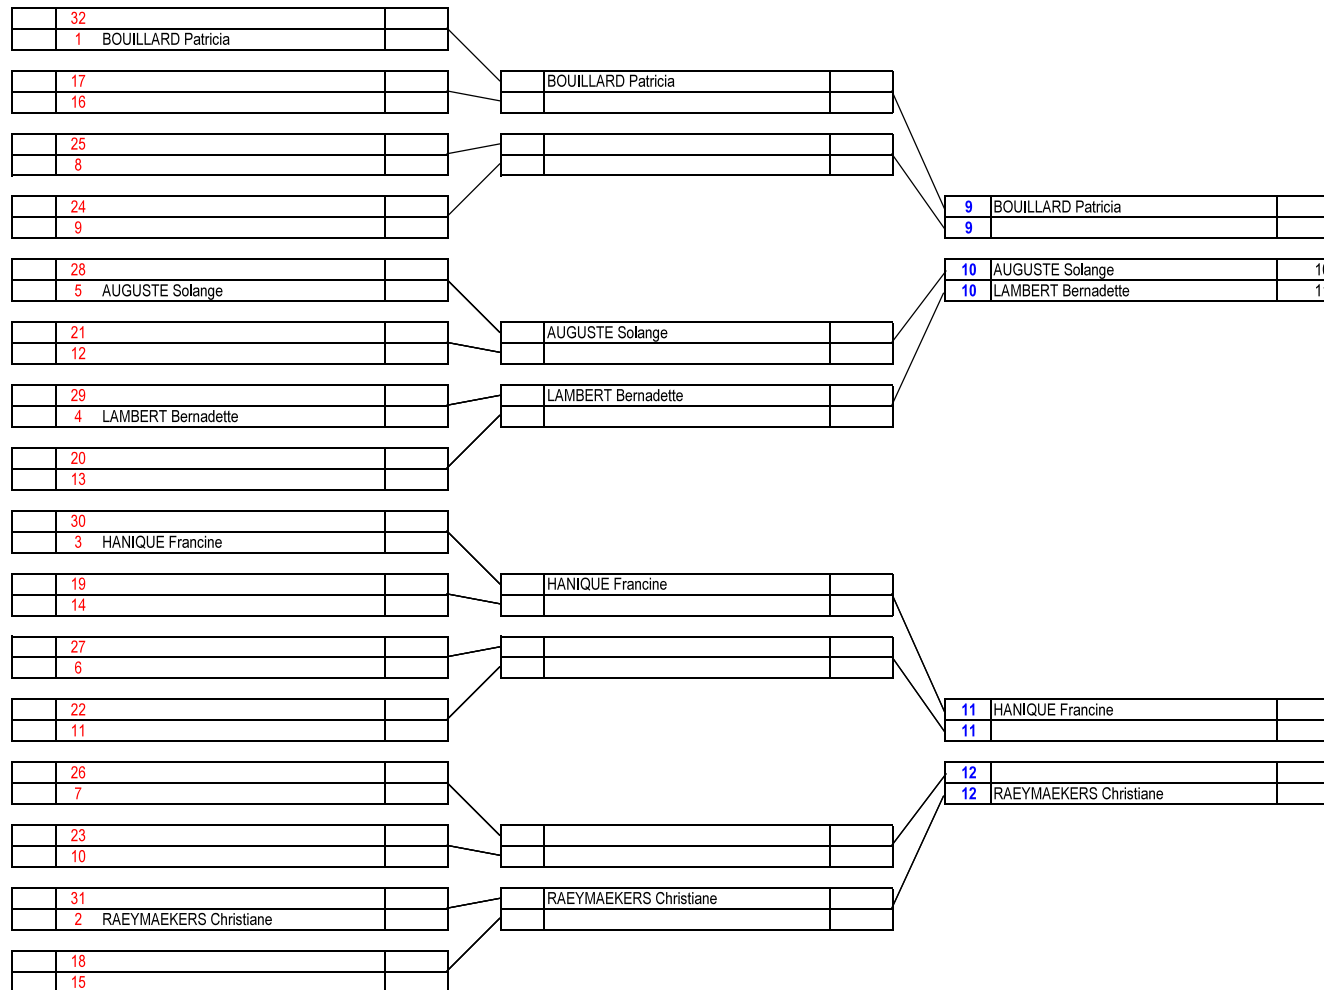 32
1 BOUILLARD Patricia
17
16
25
8
24
9
28
5 AUGUSTE Solange
21
12
29
4 LAMBERT Bernadette
20
13
30
3 HANIQUE Francine
19
14
27
6
22
11
26
7
23
10
31
2 RAEYMAEKERS Christiane
18
15
BOUILLARD Patricia
AUGUSTE Solange
LAMBERT Bernadette
HANIQUE Francine
RAEYMAEKERS Christiane
9 BOUILLARD Patricia
9
10 AUGUSTE Solange
10 LAMBERT Bernadette
11 HANIQUE Francine
11
12
12 RAEYMAEKERS Christiane